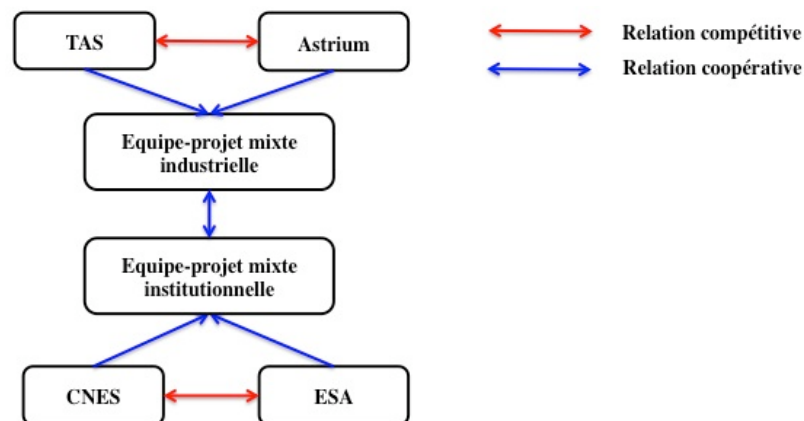 TAS
Astrium
Relation compétitive
Relation coopérative
Equipe-projet mixte
industrielle
Equipe-projet mixte
institutionnelle
CNES
ESA